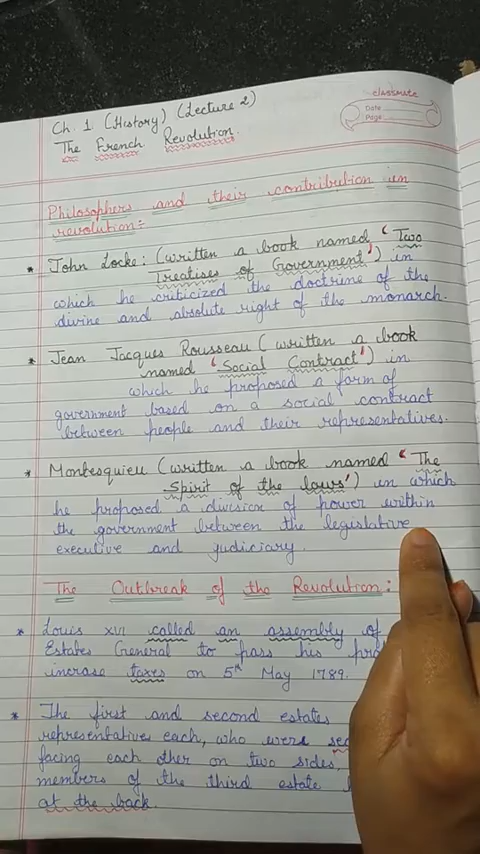 Ch. 1 (History) (Lecture 2)
The French Revolution.
classmate
Date
Page
Philosophers and their contribution in
revolution:-
* John Locke: (written a book named "Two
Treatises of Government") in
which he criticized the doctrine of the
divine and absolute right of the monarch.
* Jean Jacques Rousseau (written a book
named "Social Contract") in
which he proposed a form of
government based on a social contract
between people and their representatives.
* Montesquieu (written a book named "The
Spirit of the laws") in which
he proposed a division of power within
the government between the legislative
executive and judiciary.
The Outbreak of the Revolution:
* Louis XVI called an assembly of
Estates General to pass his
increase taxes on 5th May 1789.
* The first and second estates
representatives each, who were
facing each other on two sides,
members of the third estate
at the back.